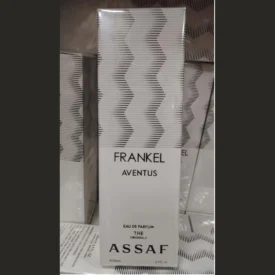 FRANKEL
AVENTUS
EAU DE PARFUM
THE
ASSAF